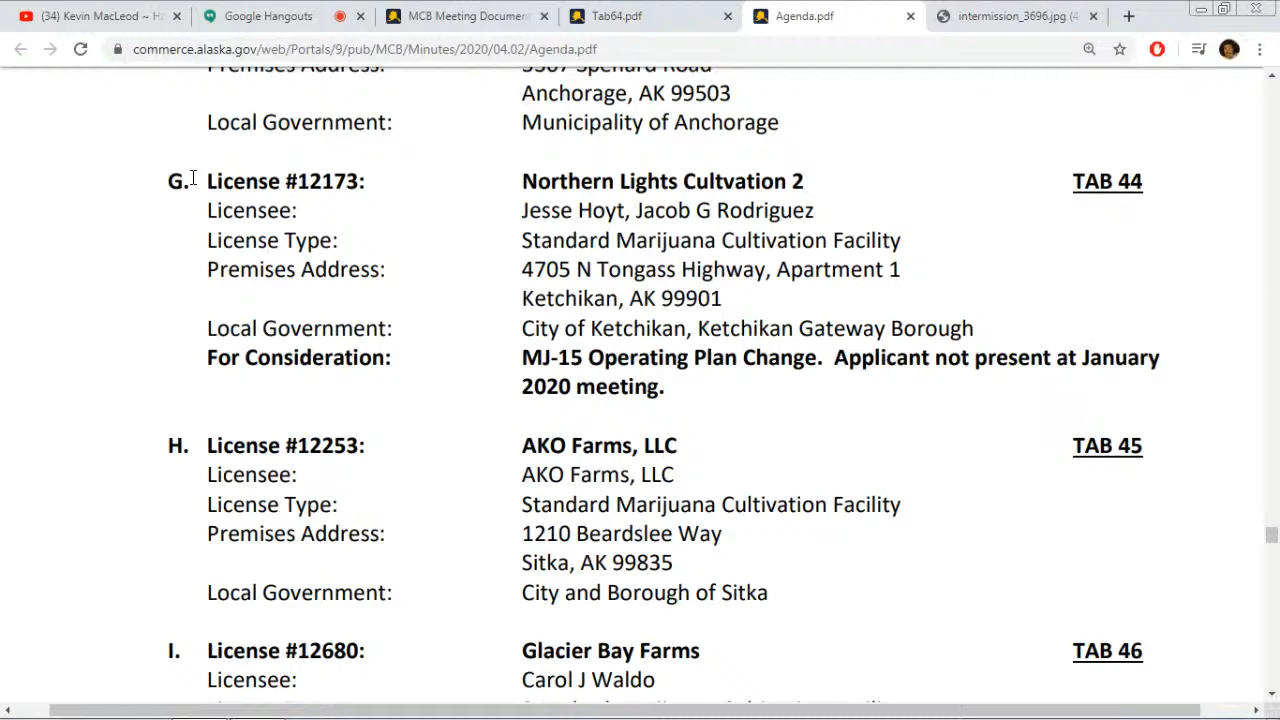 (34) Kevin MacLeod ~ H
Google Hangouts
MCB Meeting Documen
Tab64.pdf
Agenda.pdf
intermission_3696.jpg (4
commerce.alaska.gov/web/Portals/9/pub/MCB/Minutes/2020/04.02/Agenda.pdf
Premises Address: 3307 Spenard Road
Anchorage, AK 99503
Local Government: Municipality of Anchorage
G. License #12173: Northern Lights Cultvation 2 TAB 44
Licensee: Jesse Hoyt, Jacob G Rodriguez
License Type: Standard Marijuana Cultivation Facility
Premises Address: 4705 N Tongass Highway, Apartment 1
Ketchikan, AK 99901
Local Government: City of Ketchikan, Ketchikan Gateway Borough
For Consideration: MJ-15 Operating Plan Change. Applicant not present at January
2020 meeting.
H. License #12253: AKO Farms, LLC TAB 45
Licensee: AKO Farms, LLC
License Type: Standard Marijuana Cultivation Facility
Premises Address: 1210 Beardslee Way
Sitka, AK 99835
Local Government: City and Borough of Sitka
I. License #12680: Glacier Bay Farms TAB 46
Licensee: Carol J Waldo